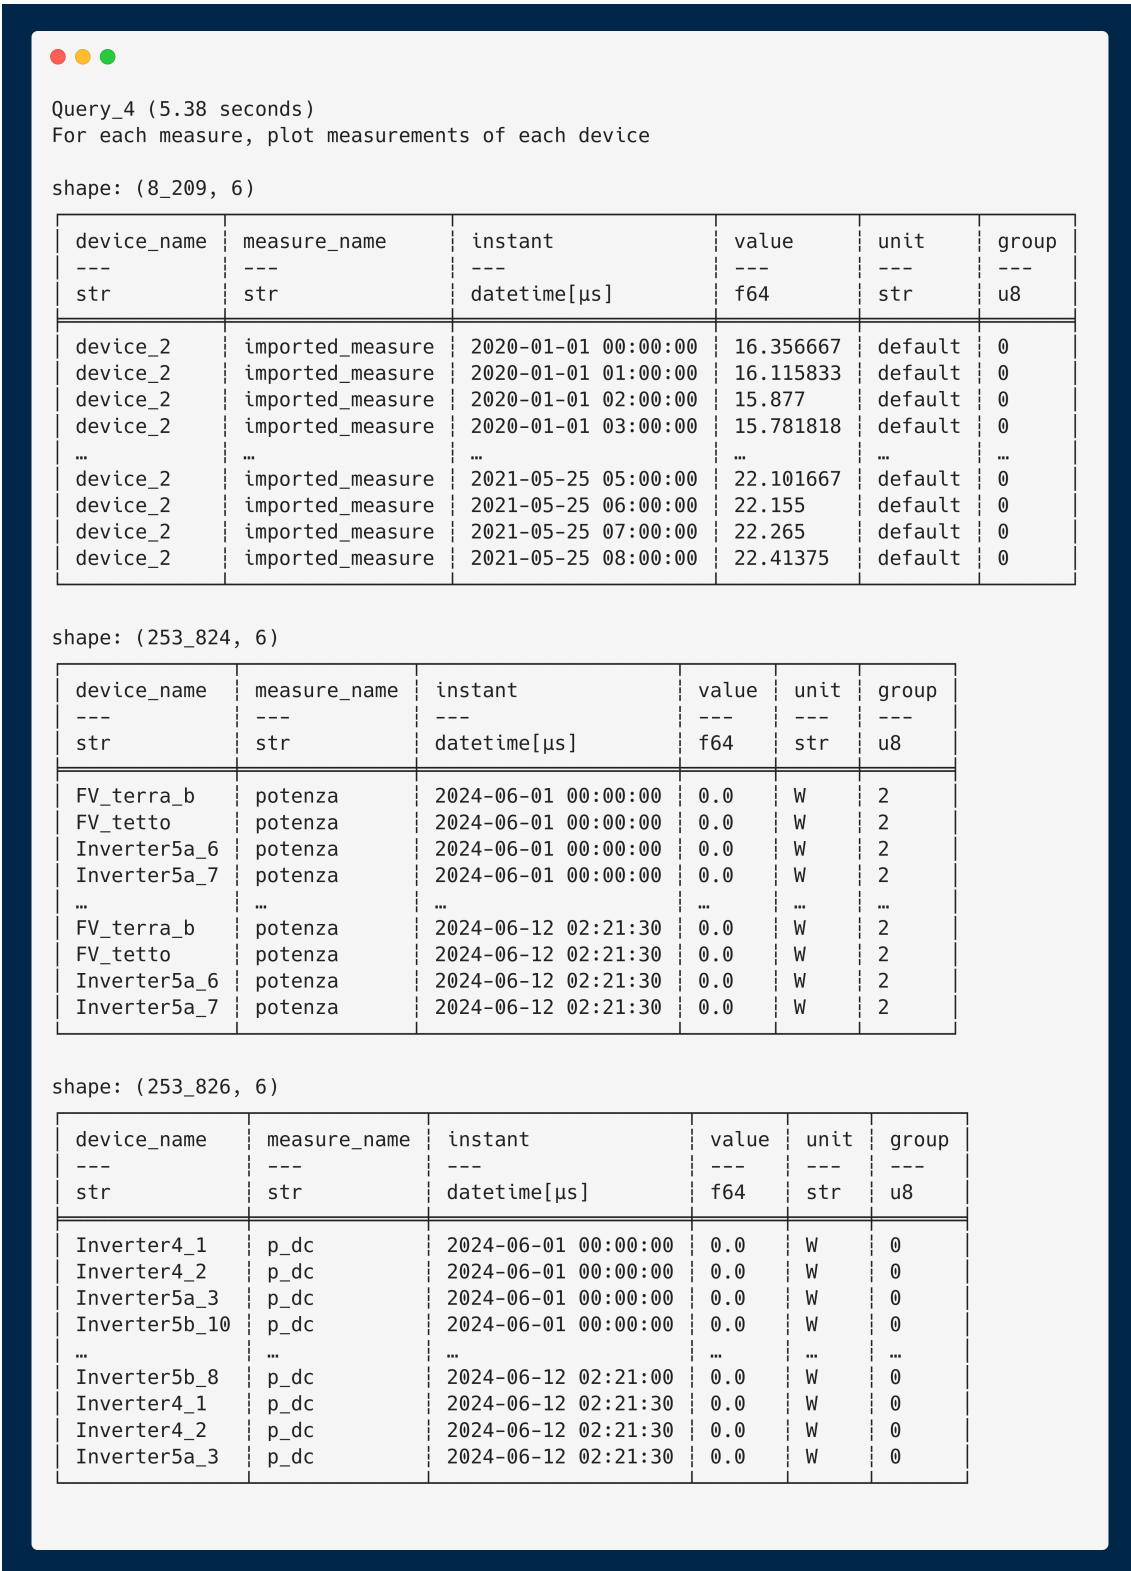 Query_4 (5.38 seconds)
For each measure, plot measurements of each device
shape: (8_209, 6)
device_name measure_name instant value unit group
--- --- --- --- --- ---
str str datetime[μs] f64 str u8
device_2 imported_measure 2020-01-01 00:00:00 16.356667 default 0
device_2 imported_measure 2020-01-01 01:00:00 16.115833 default 0
device_2 imported_measure 2020-01-01 02:00:00 15.877 default 0
device_2 imported_measure 2020-01-01 03:00:00 15.781818 default 0
… … … … … …
device_2 imported_measure 2021-05-25 05:00:00 22.101667 default 0
device_2 imported_measure 2021-05-25 06:00:00 22.155 default 0
device_2 imported_measure 2021-05-25 07:00:00 22.265 default 0
device_2 imported_measure 2021-05-25 08:00:00 22.41375 default 0
shape: (253_824, 6)
device_name measure_name instant value unit group
--- --- --- --- --- ---
str str datetime[μs] f64 str u8
FV_terra_b potenza 2024-06-01 00:00:00 0.0 W 2
FV_tetto potenza 2024-06-01 00:00:00 0.0 W 2
Inverter5a_6 potenza 2024-06-01 00:00:00 0.0 W 2
Inverter5a_7 potenza 2024-06-01 00:00:00 0.0 W 2
… … … … … …
FV_terra_b potenza 2024-06-12 02:21:30 0.0 W 2
FV_tetto potenza 2024-06-12 02:21:30 0.0 W 2
Inverter5a_6 potenza 2024-06-12 02:21:30 0.0 W 2
Inverter5a_7 potenza 2024-06-12 02:21:30 0.0 W 2
shape: (253_826, 6)
device_name measure_name instant value unit group
--- --- --- --- --- ---
str str datetime[μs] f64 str u8
Inverter4_1 p_dc 2024-06-01 00:00:00 0.0 W 0
Inverter4_2 p_dc 2024-06-01 00:00:00 0.0 W 0
Inverter5a_3 p_dc 2024-06-01 00:00:00 0.0 W 0
Inverter5b_10 p_dc 2024-06-01 00:00:00 0.0 W 0
… … … … … …
Inverter5b_8 p_dc 2024-06-12 02:21:00 0.0 W 0
Inverter4_1 p_dc 2024-06-12 02:21:30 0.0 W 0
Inverter4_2 p_dc 2024-06-12 02:21:30 0.0 W 0
Inverter5a_3 p_dc 2024-06-12 02:21:30 0.0 W 0